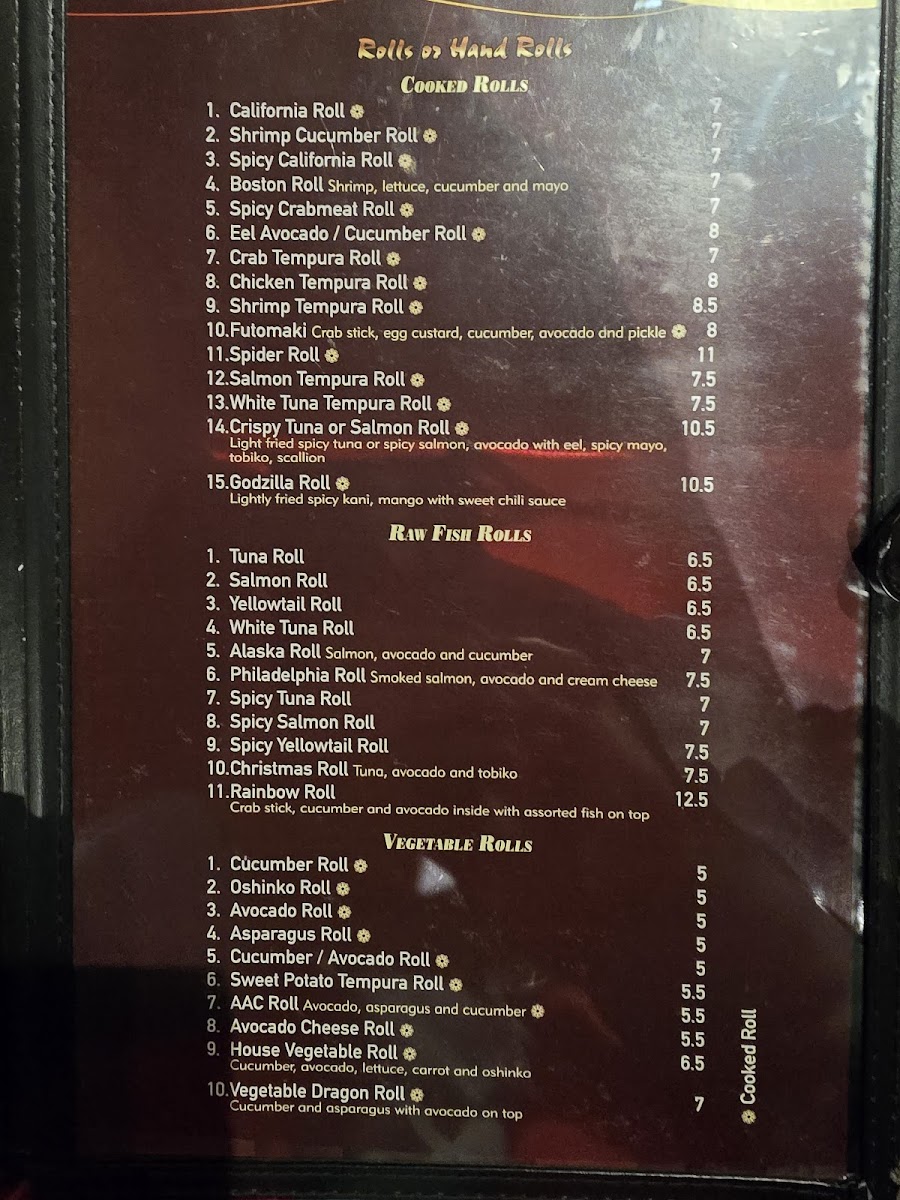 Rolls or Hand Rolls
COOKED ROLLS
1. California Roll 7
2. Shrimp Cucumber Roll 7
3. Spicy California Roll 7
4. Boston Roll Shrimp, lettuce, cucumber and mayo 7
5. Spicy Crabmeat Roll 7
6. Eel Avocado / Cucumber Roll 8
7. Crab Tempura Roll 7
8. Chicken Tempura Roll 8
9. Shrimp Tempura Roll 8.5
10.Futomaki Crab stick, egg custard, cucumber, avocado and pickle 8
11.Spider Roll 11
12.Salmon Tempura Roll 7.5
13.White Tuna Tempura Roll 7.5
14.Crispy Tuna or Salmon Roll 10.5
Light fried spicy tuna or spicy salmon, avocado with eel, spicy mayo,
tobiko, scallion
15.Godzilla Roll 10.5
Lightly fried spicy kani, mango with sweet chili sauce
RAW FISH ROLLS
1. Tuna Roll 6.5
2. Salmon Roll 6.5
3. Yellowtail Roll 6.5
4. White Tuna Roll 6.5
5. Alaska Roll Salmon, avocado and cucumber 7
6. Philadelphia Roll Smoked salmon, avocado and cream cheese 7.5
7. Spicy Tuna Roll 7
8. Spicy Salmon Roll 7
9. Spicy Yellowtail Roll 7.5
10.Christmas Roll Tuna, avocado and tobiko 7.5
11.Rainbow Roll 12.5
Crab stick, cucumber and avocado inside with assorted fish on top
VEGETABLE ROLLS
1. Cucumber Roll 5
2. Oshinko Roll 5
3. Avocado Roll 5
4. Asparagus Roll 5
5. Cucumber / Avocado Roll 5
6. Sweet Potato Tempura Roll 5.5
7. AAC Roll Avocado, asparagus and cucumber 5.5
8. Avocado Cheese Roll 5.5
9. House Vegetable Roll 6.5
Cucumber, avocado, lettuce, carrot and oshinko
10.Vegetable Dragon Roll 7
Cucumber and asparagus with avocado on top
Cooked Roll